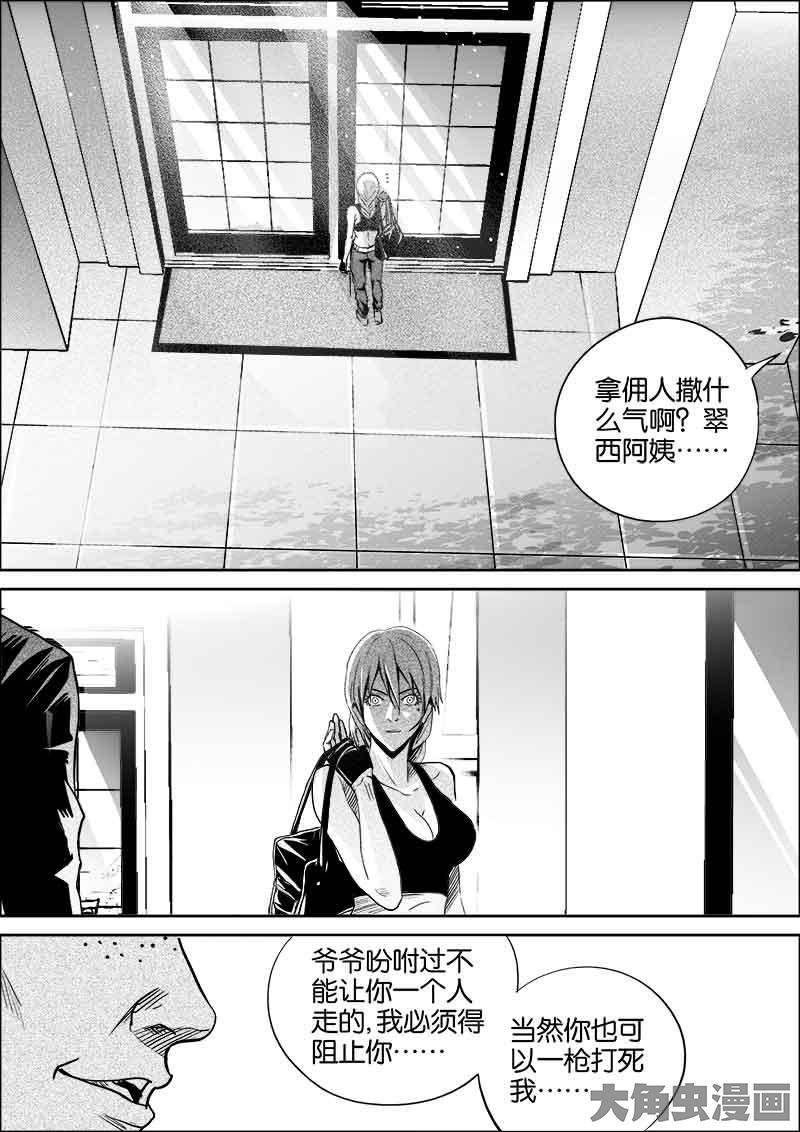 拿佣人撒什
么气啊？翠
西阿姨……
爷爷吩咐过不
能让你一个人
走的,我必须得
阻止你……
当然你也可
以一枪打死
我……
大角虫漫画